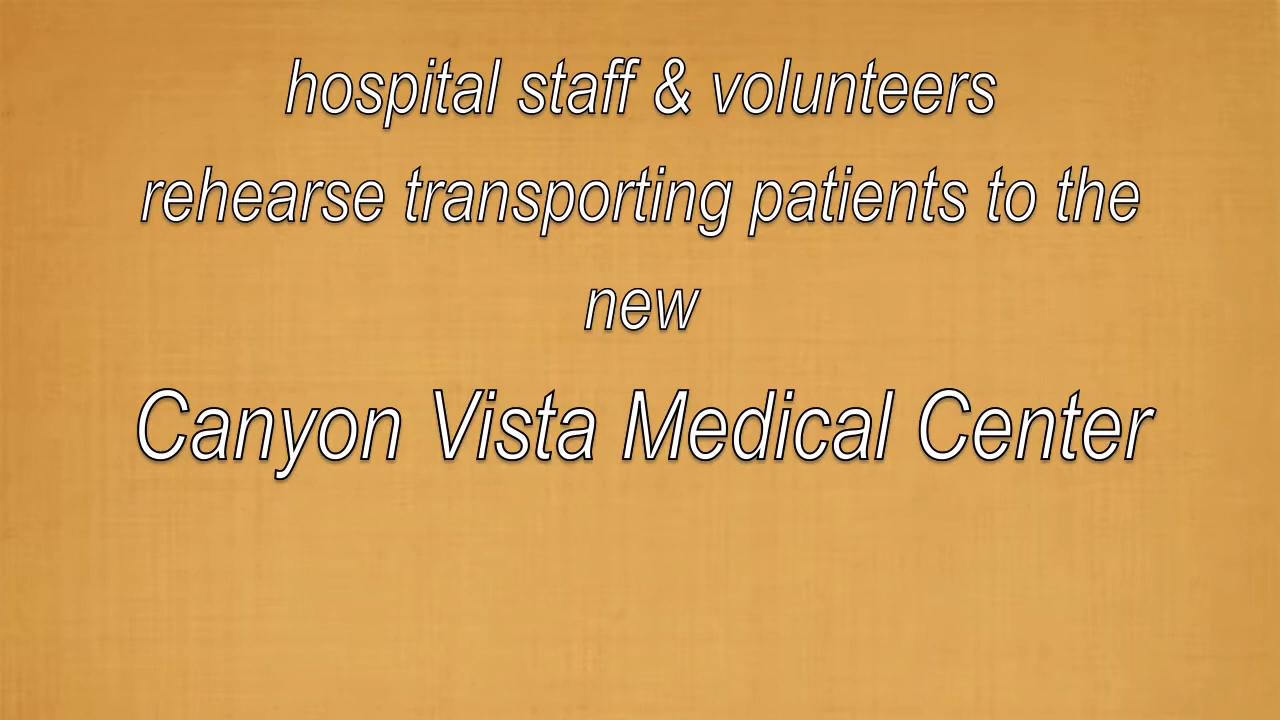 hospital staff & volunteers
rehearse transporting patients to the
new
Canyon Vista Medical Center